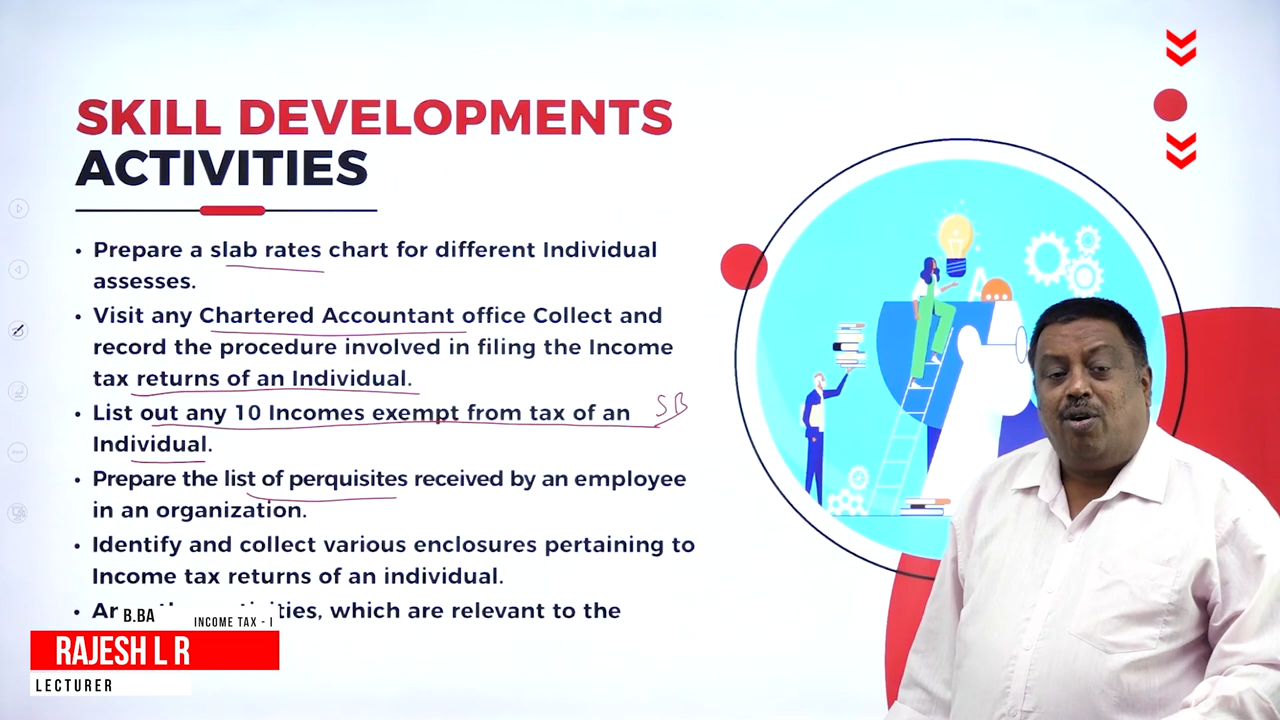 SKILL DEVELOPMENTS
ACTIVITIES
• Prepare a slab rates chart for different Individual
assesses.
• Visit any Chartered Accountant office Collect and
record the procedure involved in filing the Income
tax returns of an Individual.
• List out any 10 Incomes exempt from tax of an SB
Individual.
• Prepare the list of perquisites received by an employee
in an organization.
• Identify and collect various enclosures pertaining to
Income tax returns of an individual.
• which are relevant to the
B.BA INCOME TAX - I
RAJESH L R
LECTURER